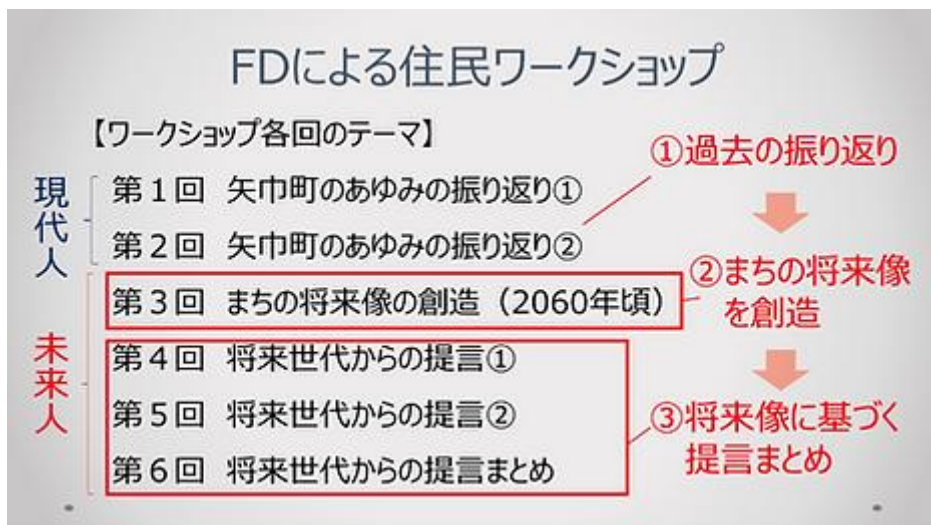 FDによる住民ワークショップ
【ワークショップ各回のテーマ】
現代人
第1回 矢巾町のあゆみの振り返り①
第2回 矢巾町のあゆみの振り返り②
未来人
第3回 まちの将来像の創造（2060年頃）
第4回 将来世代からの提言①
第5回 将来世代からの提言②
第6回 将来世代からの提言まとめ
①過去の振り返り
②まちの将来像
を創造
③将来像に基づく
提言まとめ